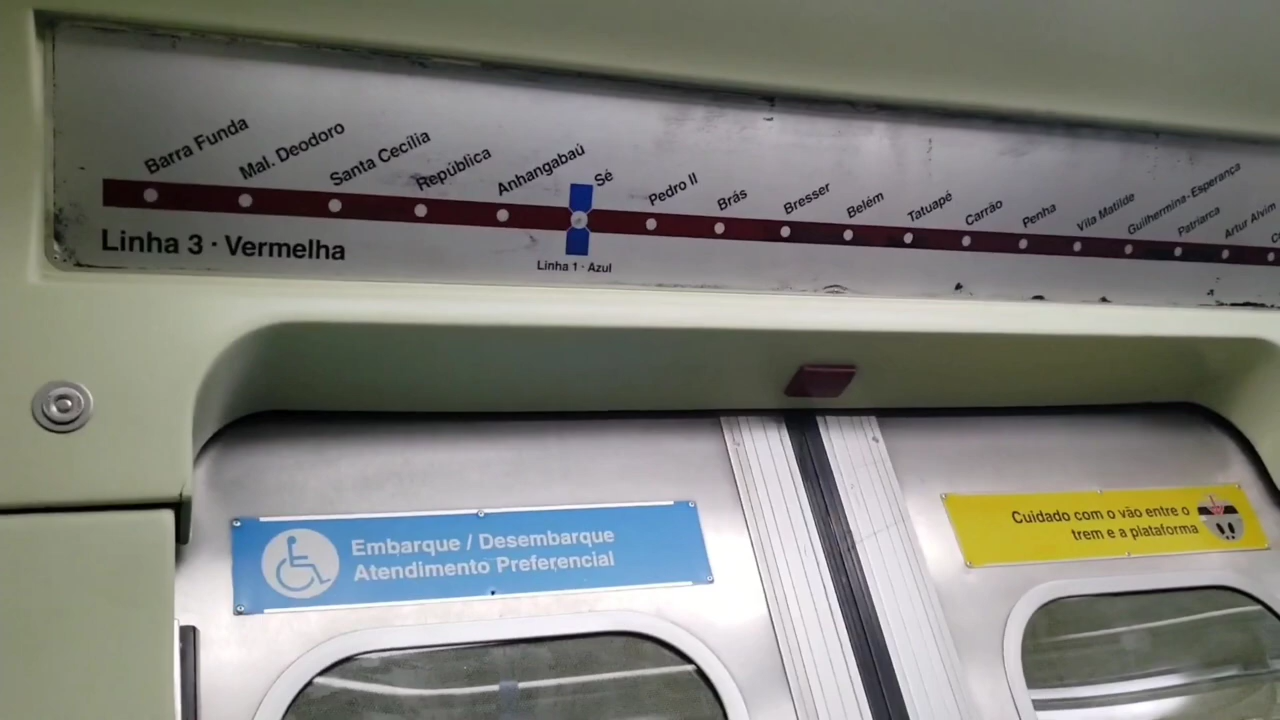 Barra Funda
Mal. Deodoro
Santa Cecília
República
Anhangabaú
Sé
Pedro II
Brás
Bresser
Belém
Tatuapé
Carrão
Penha
Vila Matilde
Guilhermina-Esperança
Patriarca
Artur Alvim
Linha 3 · Vermelha
Linha 1 · Azul
Embarque / Desembarque
Atendimento Preferencial
Cuidado com o vão entre o
trem e a plataforma